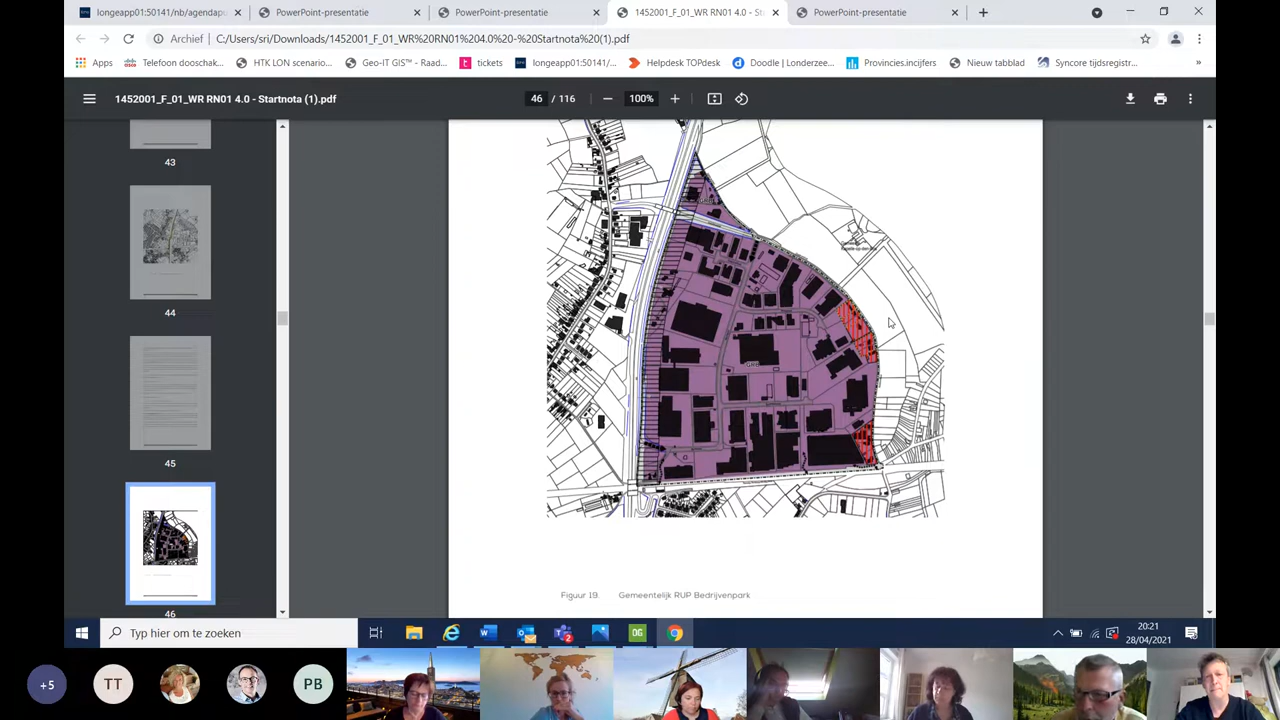 longeapp01:50141/nb/agendapu
PowerPoint-presentatie
PowerPoint-presentatie
1452001_F_01_WR RN01 4.0 - Sta
PowerPoint-presentatie
Archief
C:/Users/sri/Downloads/1452001_F_01_WR%20RN01%204.0%20-%20Startnota%20(1).pdf
Apps
Telefoon dooschak...
HTK LON scenario...
Geo-IT GIS™ - Raad...
tickets
longeapp01:50141/...
Helpdesk TOPdesk
Doodle | Londerzee...
Provincies.incijfers
Nieuw tabblad
Syncore tijdsregistr...
»
1452001_F_01_WR RN01 4.0 - Startnota (1).pdf
46 / 116
100%
43
44
45
46
Figuur 19. Gemeentelijk RUP Bedrijvenpark
Typ hier om te zoeken
DG
20:21
28/04/2021
+5
TT
PB